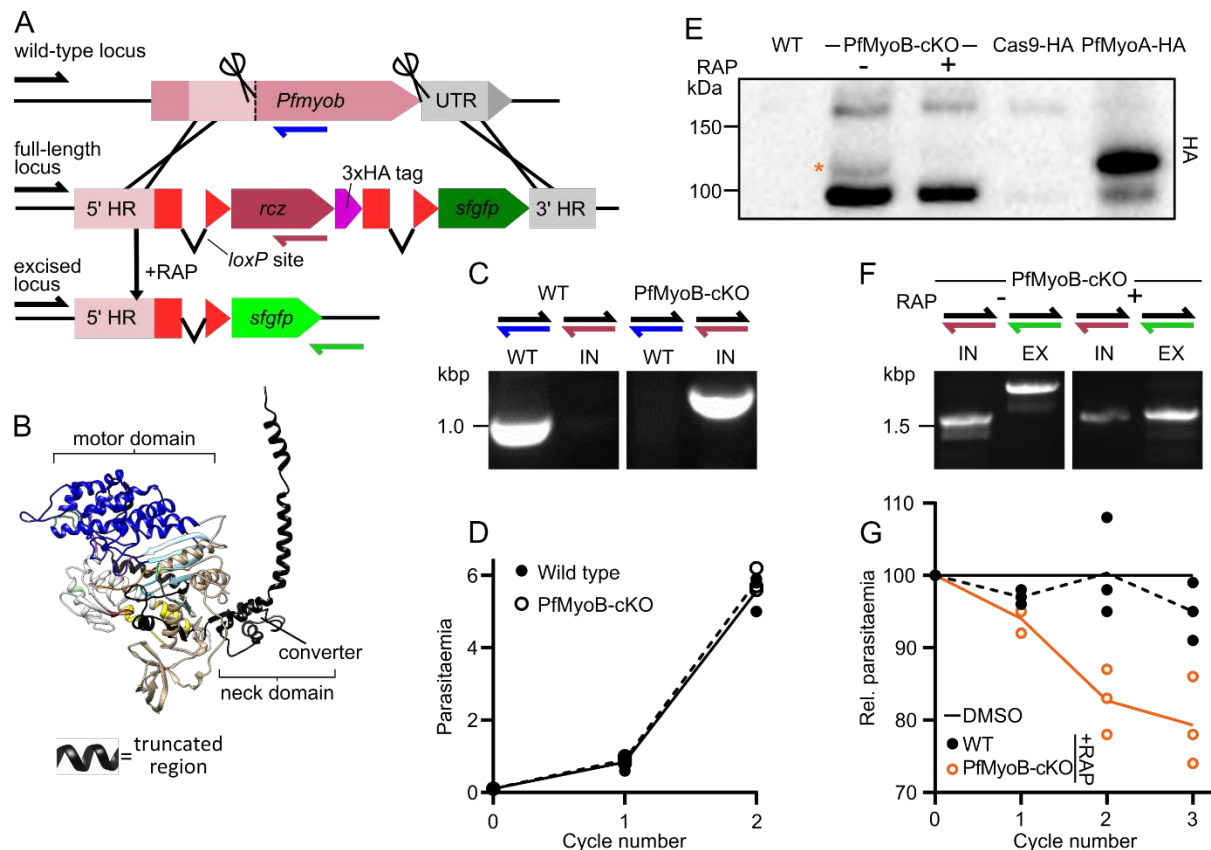 A
wild-type locus
Pfmyob
UTR
full-length
locus
3xHA tag
5' HR
rcz
sfgfp
3' HR
loxP site
+RAP
excised
locus
5' HR
sfgfp
B
motor domain
converter
neck domain
= truncated
region
C
WT
PfMyoB-cKO
WT
IN
WT
IN
kbp
1.0
D
Wild type
PfMyoB-cKO
Parasitaemia
6
4
2
0
0
1
2
Cycle number
E
WT
PfMyoB-cKO
Cas9-HA
PfMyoA-HA
RAP
-
+
kDa
150
100
*
HA
F
PfMyoB-cKO
RAP
-
+
IN
EX
IN
EX
kbp
1.5
G
Rel. parasitaemia
110
100
90
80
70
DMSO
WT
PfMyoB-cKO
+RAP
0
1
2
3
Cycle number